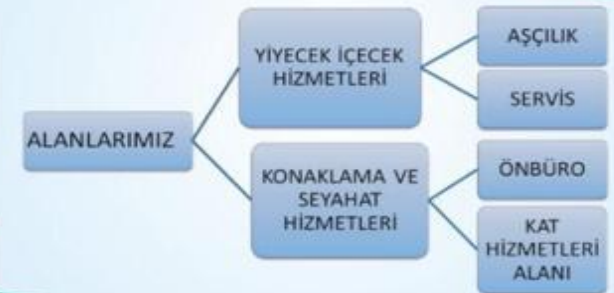 ALANLARIMIZ
YİYECEK İÇECEK
HİZMETLERİ
AŞÇILIK
SERVİS
KONAKLAMA VE
SEYAHAT
HİZMETLERİ
ÖNBÜRO
KAT
HİZMETLERİ
ALANI